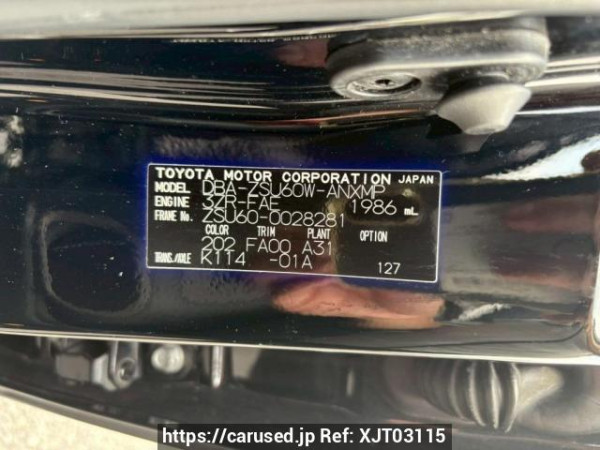 TOYOTA MOTOR CORPORATION JAPAN
MODEL DBA-ZSU60W-ANXMP
ENGINE 3ZR-FAE 1986 mL
FRAME No. ZSU60-0028281
COLOR TRIM PLANT OPTION
202 FA00 A31
TRANS./AXLE K114 -01A 127
https://carused.jp Ref: XJT03115